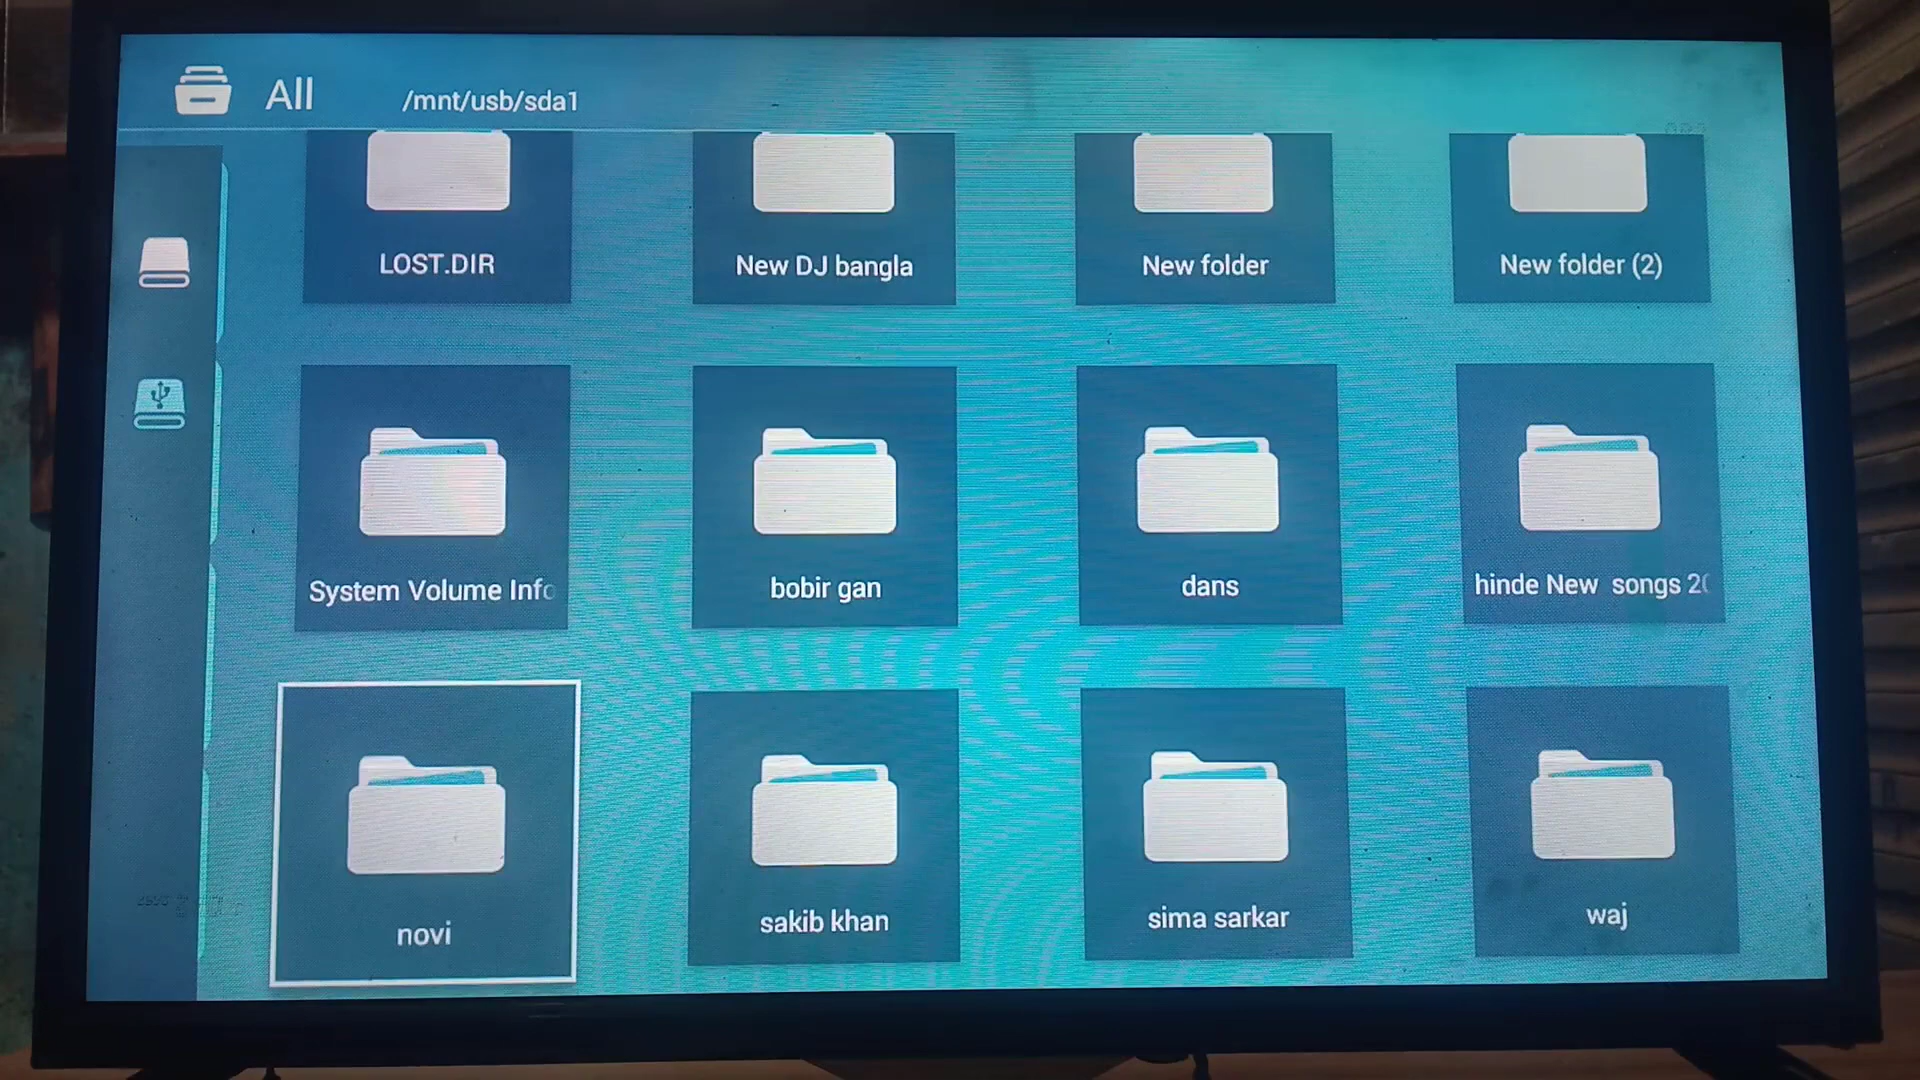 All /mnt/usb/sda1
LOST.DIR
New DJ bangla
New folder
New folder (2)
System Volume Info
bobir gan
dans
hinde New songs 20
novi
sakib khan
sima sarkar
waj